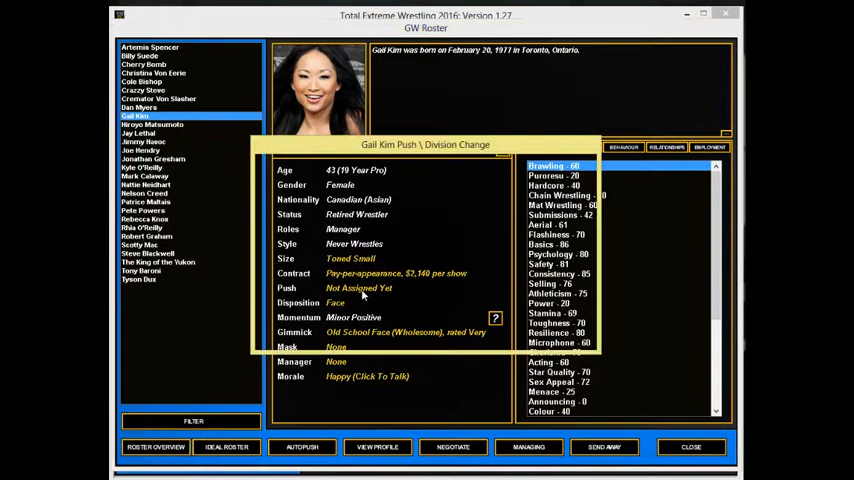 Total Extreme Wrestling 2016: Version 1.27
GW Roster
Artemis Spencer
Billy Suede
Cherry Bomb
Christina Von Eerie
Cole Bishop
Crazzy Steve
Cremator Von Slasher
Dan Myers
Gail Kim
Hiroyo Matsumoto
Jay Lethal
Jimmy Havoc
Joe Hendry
Jonathan Gresham
Kyle O'Reilly
Mark Calaway
Nattie Neidhart
Nelson Creed
Patrice Maltais
Pete Powers
Rebecca Knox
Rhia O'Reilly
Robert Graham
Scotty Mac
Steve Blackwell
The King of the Yukon
Tony Baroni
Tyson Dux
FILTER
Gail Kim was born on February 20, 1977 in Toronto, Ontario.
Gail Kim Push \ Division Change
BEHAVIOUR
RELATIONSHIPS
EMPLOYMENT
Age 43 (19 Year Pro)
Gender Female
Nationality Canadian (Asian)
Status Retired Wrestler
Roles Manager
Style Never Wrestles
Size Toned Small
Contract Pay-per-appearance, $2,140 per show
Push Not Assigned Yet
Disposition Face
Momentum Minor Positive
?
Gimmick Old School Face (Wholesome), rated Very
Mask None
Manager None
Morale Happy (Click To Talk)
Brawling - 60
Puroresu - 20
Hardcore - 40
Chain Wrestling - 0
Mat Wrestling - 60
Submissions - 42
Aerial - 61
Flashiness - 70
Basics - 86
Psychology - 80
Safety - 81
Consistency - 85
Selling - 76
Athleticism - 75
Power - 20
Stamina - 69
Toughness - 70
Resilience - 80
Microphone - 60
Acting - 60
Star Quality - 70
Sex Appeal - 72
Menace - 25
Announcing - 0
Colour - 40
ROSTER OVERVIEW
IDEAL ROSTER
AUTOPUSH
VIEW PROFILE
NEGOTIATE
MANAGING
SEND AWAY
CLOSE